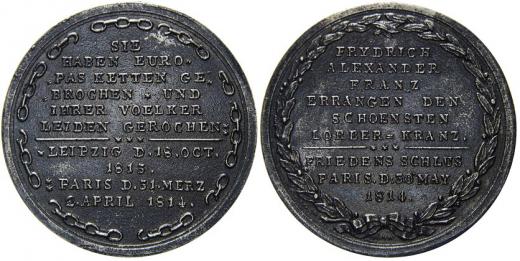 SIE
HABEN EURO-
PAS KETTEN GE-
BROCHEN · UND
IHRER VOELKER
LEIDEN GEROCHEN
LEIPZIG D. 18. OCT.
1813.
PARIS D. 31. MERZ
2. APRIL 1814.
FRYDRICH
ALEXANDER
FRANZ
ERRANGEN DEN
SCHOENSTEN
LORBER-KRANZ.
FRIEDENS SCHLUS
PARIS. D. 30 MAY
1814.